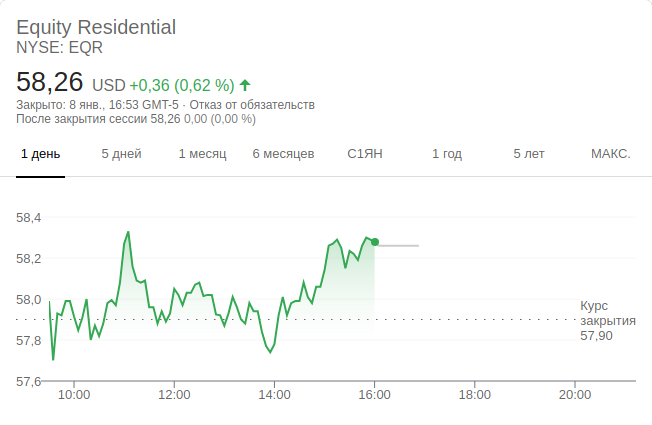 Equity Residential
NYSE: EQR
58,26 USD +0,36 (0,62 %)
Закрыто: 8 янв., 16:53 GMT-5 · Отказ от обязательств
После закрытия сессии 58,26 0,00 (0,00 %)
1 день 5 дней 1 месяц 6 месяцев С1ЯН 1 год 5 лет МАКС.
58,4
58,2
58,0
57,8
57,6
Курс
закрытия
57,90
10:00 12:00 14:00 16:00 18:00 20:00